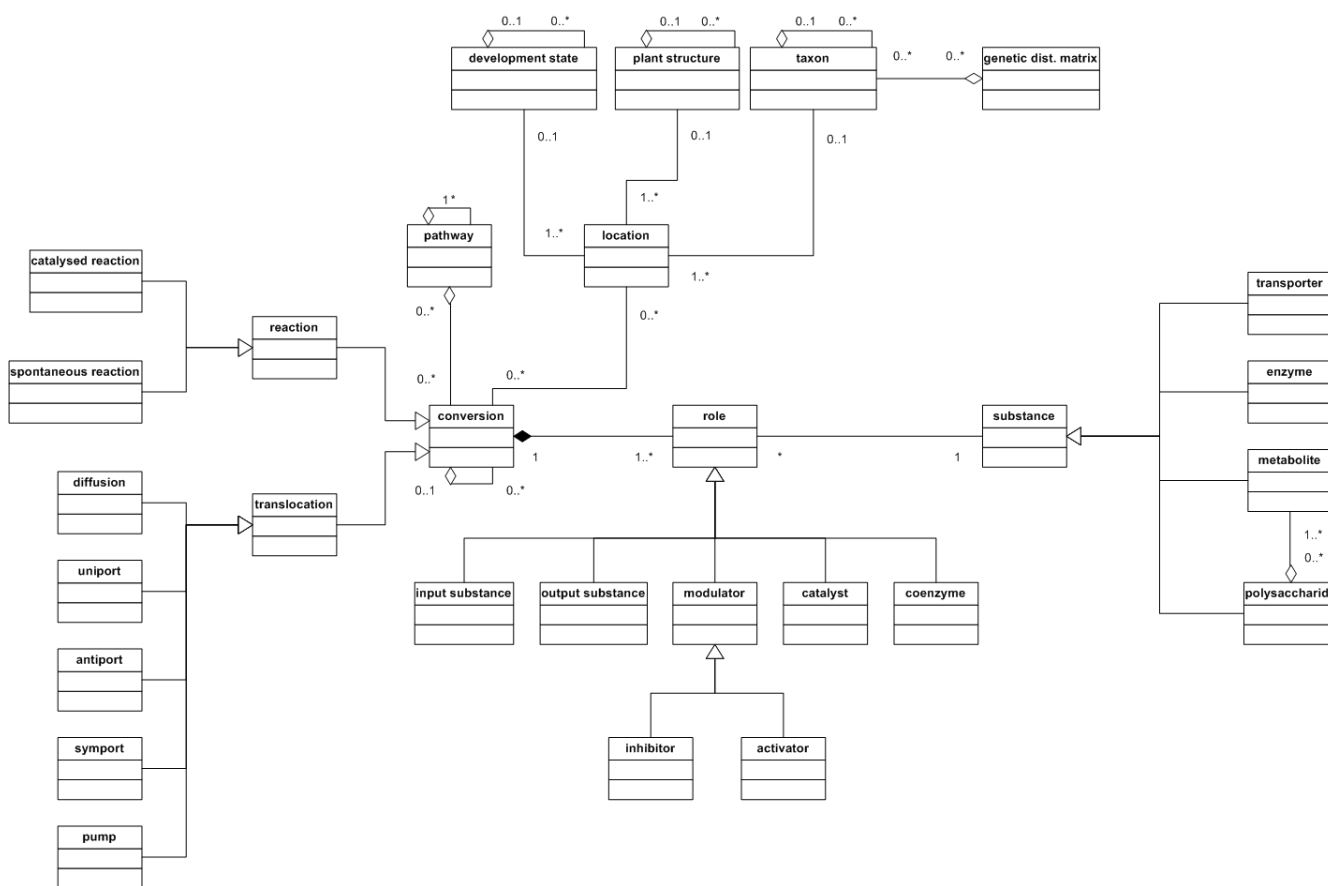 0..1 0..* 0..1 0..* 0..1 0..*
development state plant structure taxon 0..* 0..* genetic dist. matrix
0..1 0..1 0..1
1* 1..*
pathway 1..* location
catalysed reaction 1..* transporter
0..* 0..*
reaction
spontaneous reaction 0..* 0..* enzyme
conversion role substance
1 1..* * 1 metabolite
diffusion 0..1 0..*
translocation
1..*
0..*
uniport input substance output substance modulator catalyst coenzyme polysaccharid
antiport
symport inhibitor activator
pump